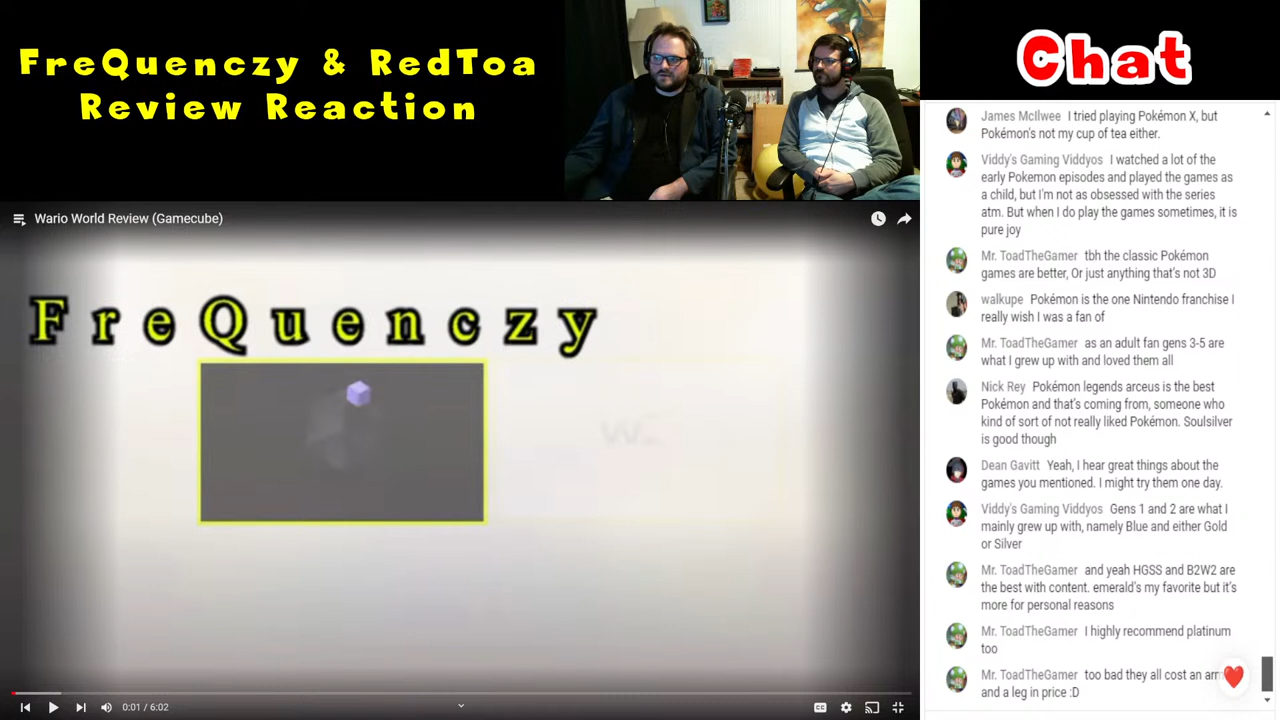 FreQuenczy & RedToa
Review Reaction
Chat
Wario World Review (Gamecube)
FreQuenczy
0:01 / 6:02
James McIlwee I tried playing Pokémon X, but
Pokémon's not my cup of tea either.
Viddy's Gaming Viddyos I watched a lot of the
early Pokemon episodes and played the games as
a child, but I'm not as obsessed with the series
atm. But when I do play the games sometimes, it is
pure joy
Mr. ToadTheGamer tbh the classic Pokémon
games are better, Or just anything that's not 3D
walkupe Pokémon is the one Nintendo franchise I
really wish I was a fan of
Mr. ToadTheGamer as an adult fan gens 3-5 are
what I grew up with and loved them all
Nick Rey Pokémon legends arceus is the best
Pokémon and that's coming from, someone who
kind of sort of not really liked Pokémon. Soulsilver
is good though
Dean Gavitt Yeah, I hear great things about the
games you mentioned. I might try them one day.
Viddy's Gaming Viddyos Gens 1 and 2 are what I
mainly grew up with, namely Blue and either Gold
or Silver
Mr. ToadTheGamer and yeah HGSS and B2W2 are
the best with content. emerald's my favorite but it's
more for personal reasons
Mr. ToadTheGamer I highly recommend platinum
too
Mr. ToadTheGamer too bad they all cost an arm
and a leg in price :D